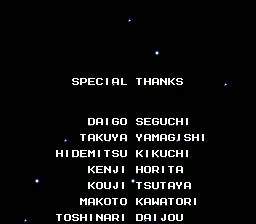 SPECIAL THANKS
DAIGO SEGUCHI
TAKUYA YAMAGISHI
HIDEMITSU KIKUCHI
KENJI HORITA
KOUJI TSUTAYA
MAKOTO KAWATORI
TOSHINARI DAIJOU